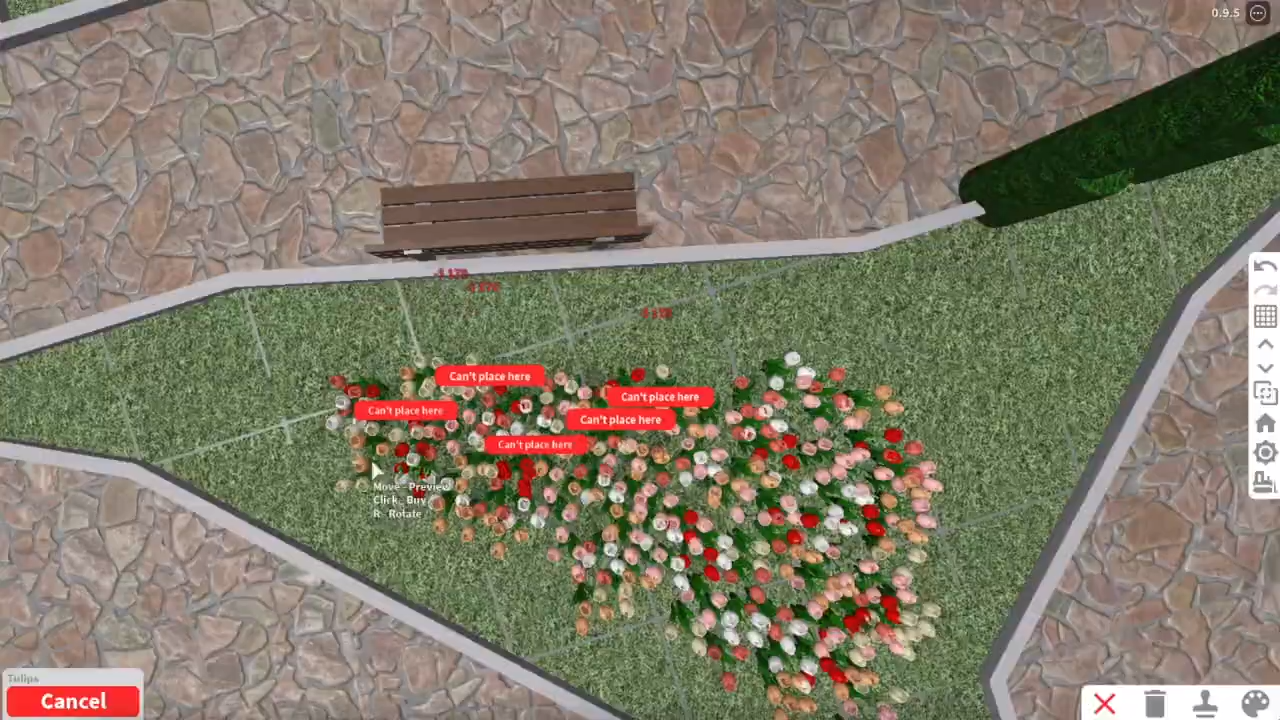 0.9.5
Can't place here
Can't place here
Can't place here
Can't place here
Can't place here
Move - Preview
Click - Buy
R - Rotate
Tulips
Cancel